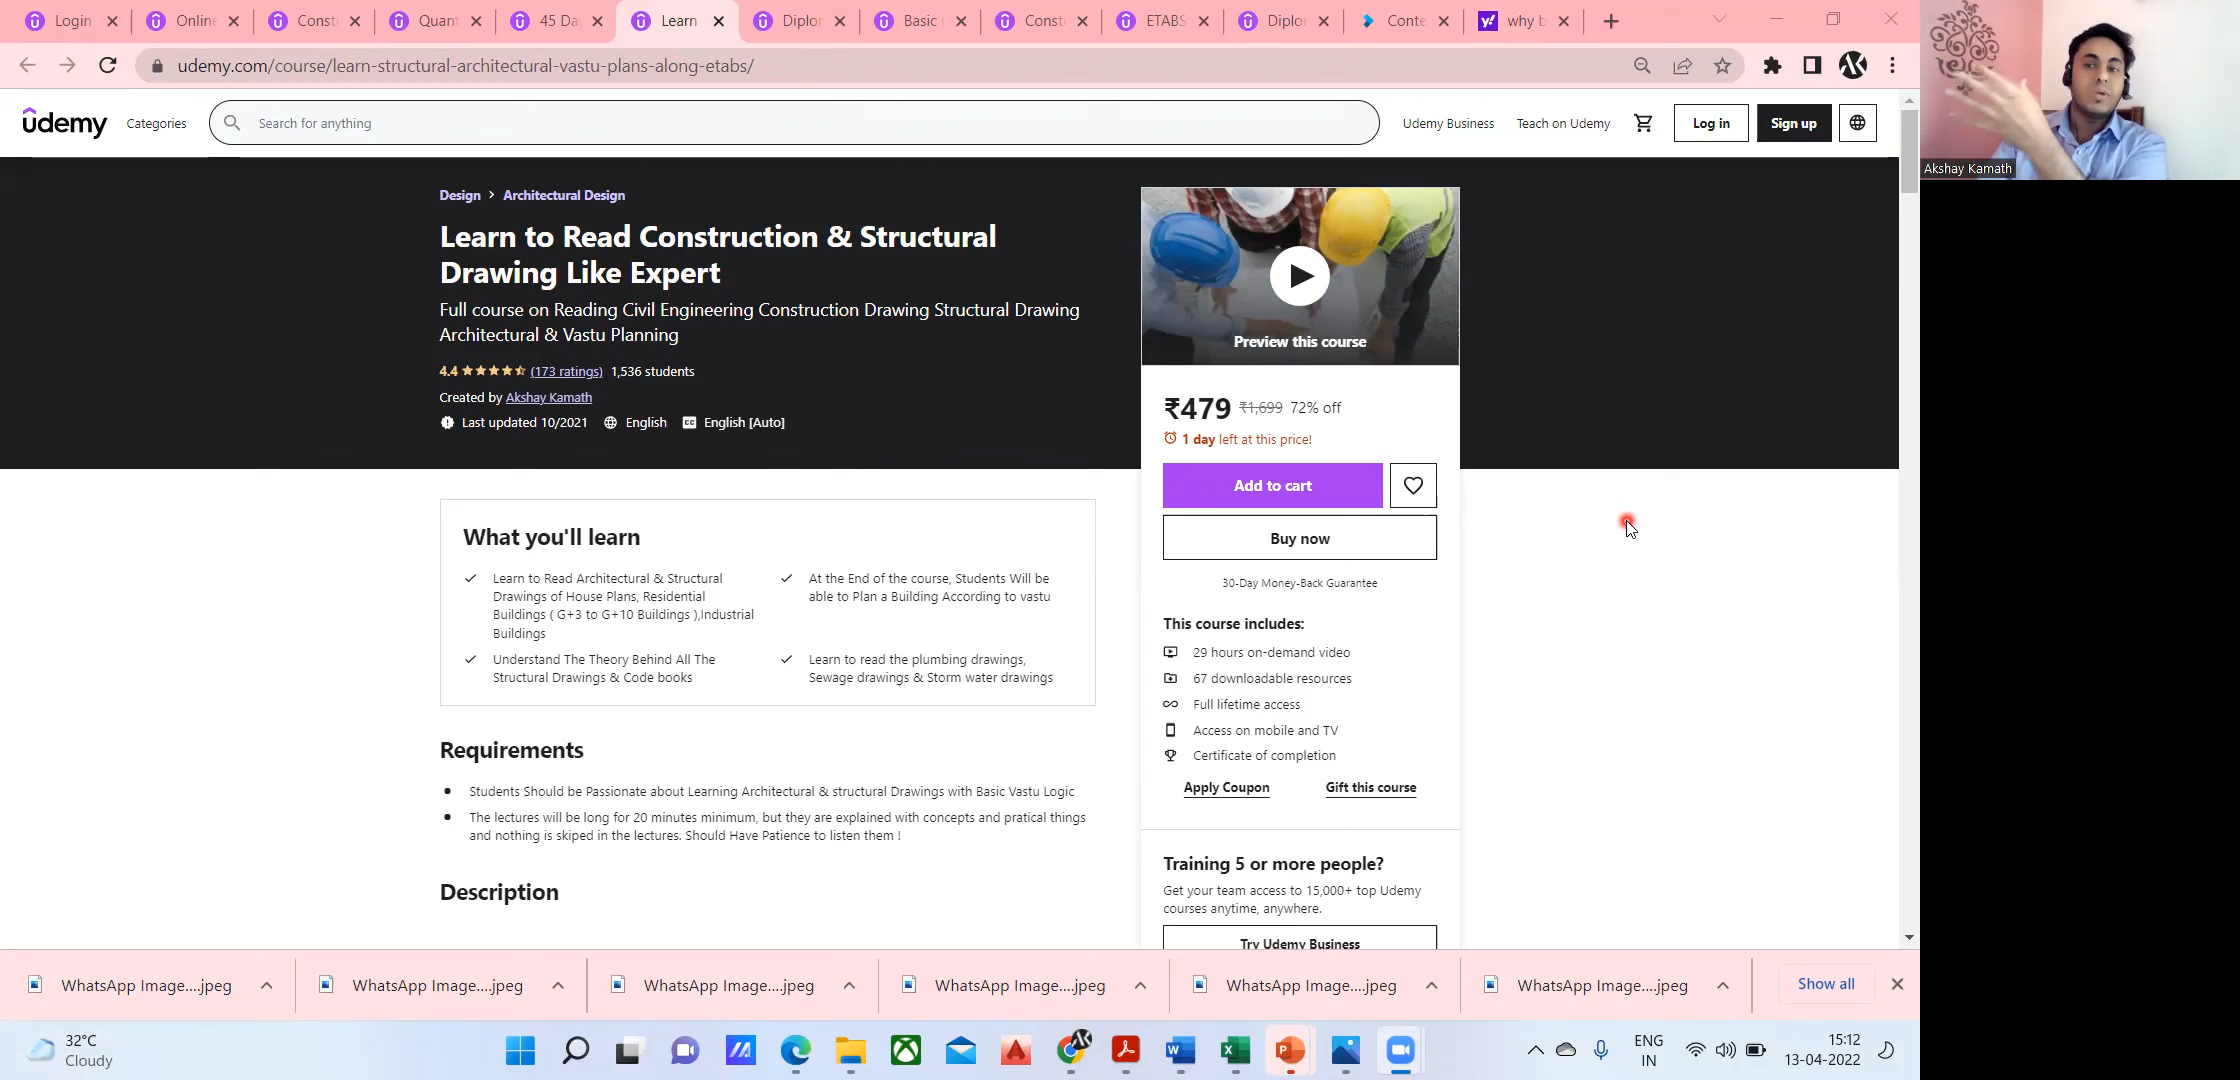 Login
Online
Const
Quant
45 Da
Learn
Diplor
Basic
Const
ETABS
Diplo
Conte
why b
udemy.com/course/learn-structural-architectural-vastu-plans-along-etabs/
udemy
Categories
Search for anything
Udemy Business
Teach on Udemy
Log in
Sign up
Akshay Kamath
Design > Architectural Design
Learn to Read Construction & Structural
Drawing Like Expert
Full course on Reading Civil Engineering Construction Drawing Structural Drawing
Architectural & Vastu Planning
4.4 (173 ratings) 1,536 students
Created by Akshay Kamath
Last updated 10/2021 English English [Auto]
Preview this course
₹479 ₹1,699 72% off
1 day left at this price!
Add to cart
Buy now
30-Day Money-Back Guarantee
This course includes:
29 hours on-demand video
67 downloadable resources
Full lifetime access
Access on mobile and TV
Certificate of completion
Apply Coupon
Gift this course
Training 5 or more people?
Get your team access to 15,000+ top Udemy
courses anytime, anywhere.
Try Udemy Business
What you'll learn
Learn to Read Architectural & Structural
Drawings of House Plans, Residential
Buildings ( G+3 to G+10 Buildings ),Industrial
Buildings
At the End of the course, Students Will be
able to Plan a Building According to vastu
Understand The Theory Behind All The
Structural Drawings & Code books
Learn to read the plumbing drawings,
Sewage drawings & Storm water drawings
Requirements
Students Should be Passionate about Learning Architectural & structural Drawings with Basic Vastu Logic
The lectures will be long for 20 minutes minimum, but they are explained with concepts and pratical things
and nothing is skiped in the lectures. Should Have Patience to listen them !
Description
WhatsApp Image....jpeg
WhatsApp Image....jpeg
WhatsApp Image....jpeg
WhatsApp Image....jpeg
WhatsApp Image....jpeg
WhatsApp Image....jpeg
Show all
32°C
Cloudy
ENG
IN
15:12
13-04-2022